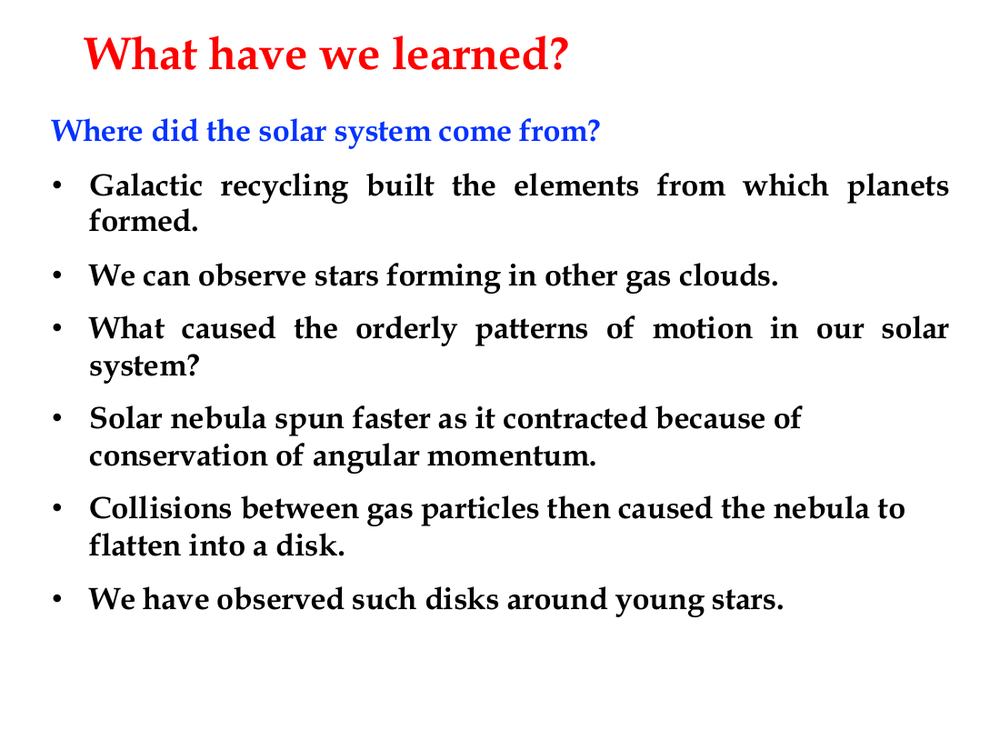 What have we learned?
Where did the solar system come from?
• Galactic recycling built the elements from which planets
formed.
• We can observe stars forming in other gas clouds.
• What caused the orderly patterns of motion in our solar
system?
• Solar nebula spun faster as it contracted because of
conservation of angular momentum.
• Collisions between gas particles then caused the nebula to
flatten into a disk.
• We have observed such disks around young stars.